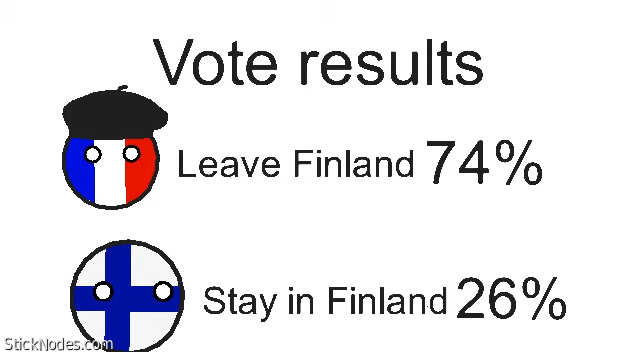 Vote results
Leave Finland 74%
Stay in Finland 26%
StickNodes.com